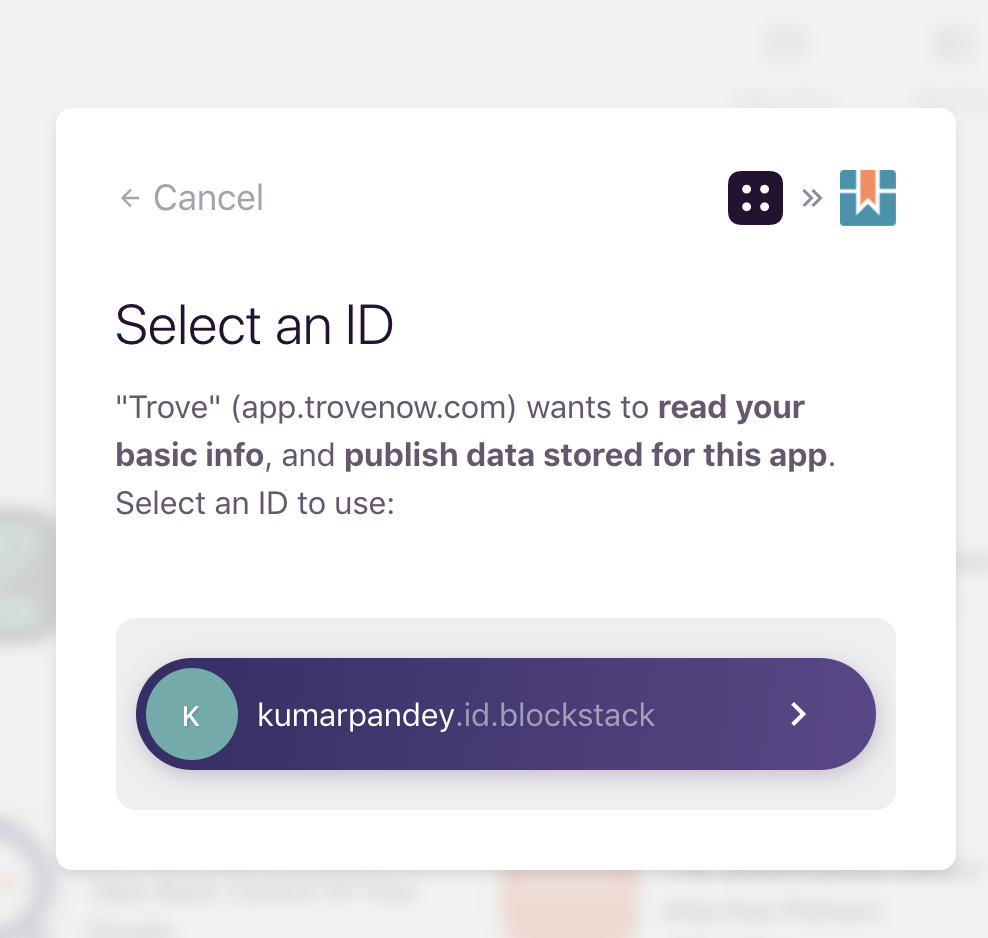 ← Cancel
Select an ID
"Trove" (app.trovenow.com) wants to read your
basic info, and publish data stored for this app.
Select an ID to use:
K
kumarpandey.id.blockstack